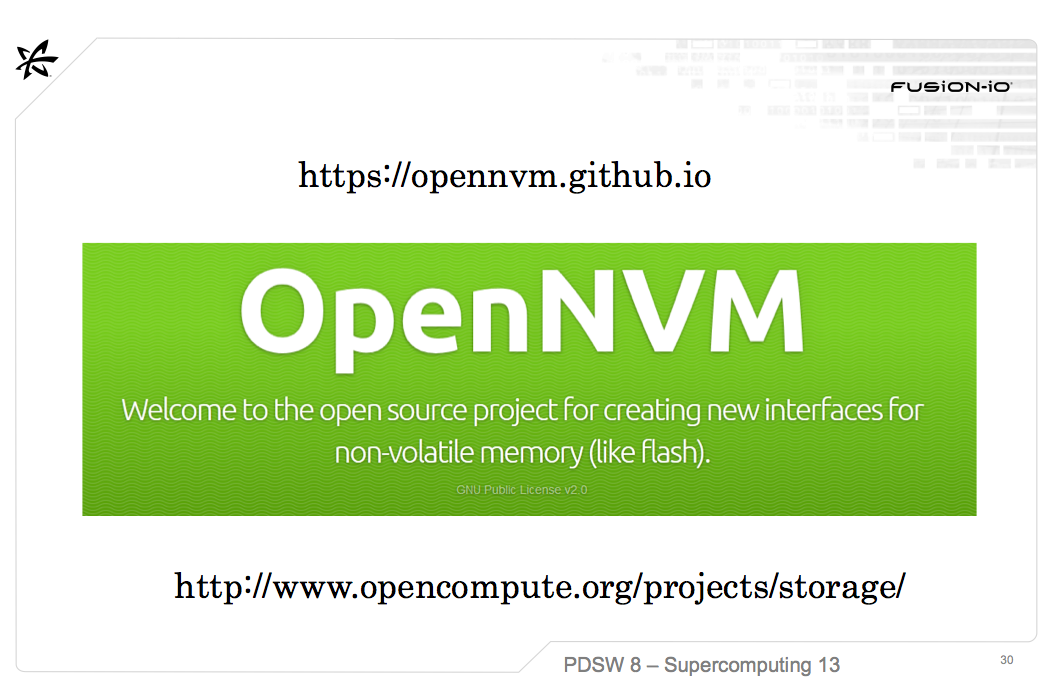 FUSiON-iO
https://opennvm.github.io
OpenNVM
Welcome to the open source project for creating new interfaces for
non-volatile memory (like flash).
GNU Public License v2.0
http://www.opencompute.org/projects/storage/
PDSW 8 – Supercomputing 13
30